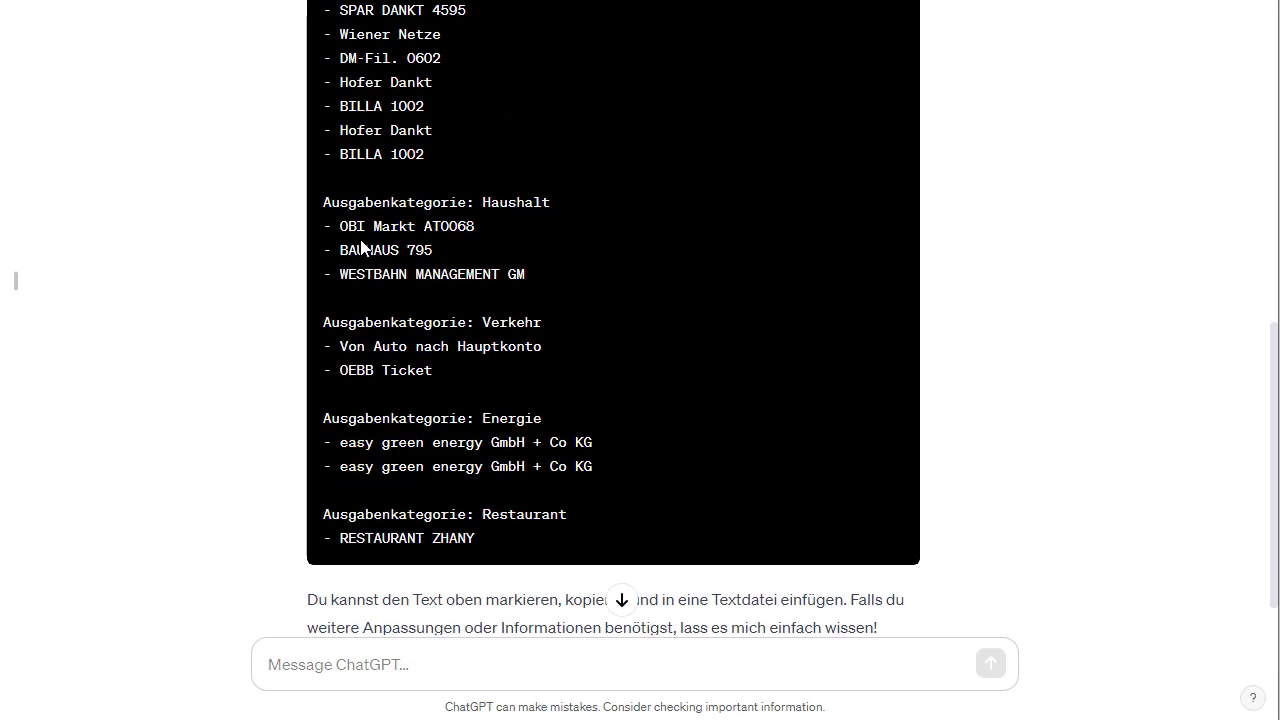 - SPAR DANKT 4595
- Wiener Netze
- DM-Fil. 0602
- Hofer Dankt
- BILLA 1002
- Hofer Dankt
- BILLA 1002
Ausgabenkategorie: Haushalt
- OBI Markt AT0068
- BAUHAUS 795
- WESTBAHN MANAGEMENT GM
Ausgabenkategorie: Verkehr
- Von Auto nach Hauptkonto
- OEBB Ticket
Ausgabenkategorie: Energie
- easy green energy GmbH + Co KG
- easy green energy GmbH + Co KG
Ausgabenkategorie: Restaurant
- RESTAURANT ZHANY
Du kannst den Text oben markieren, kopieren und in eine Textdatei einfügen. Falls du
weitere Anpassungen oder Informationen benötigst, lass es mich einfach wissen!
Message ChatGPT...
ChatGPT can make mistakes. Consider checking important information.
?